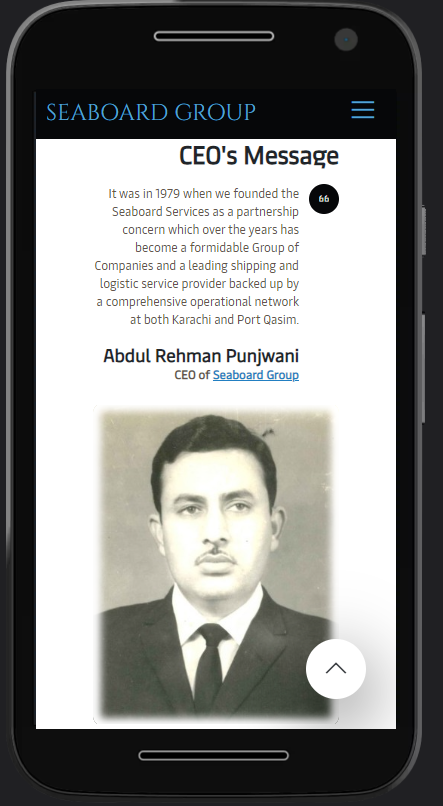 SEABOARD GROUP
CEO's Message
It was in 1979 when we founded the
Seaboard Services as a partnership
concern which over the years has
become a formidable Group of
Companies and a leading shipping and
logistic service provider backed up by
a comprehensive operational network
at both Karachi and Port Qasim.
Abdul Rehman Punjwani
CEO of Seaboard Group